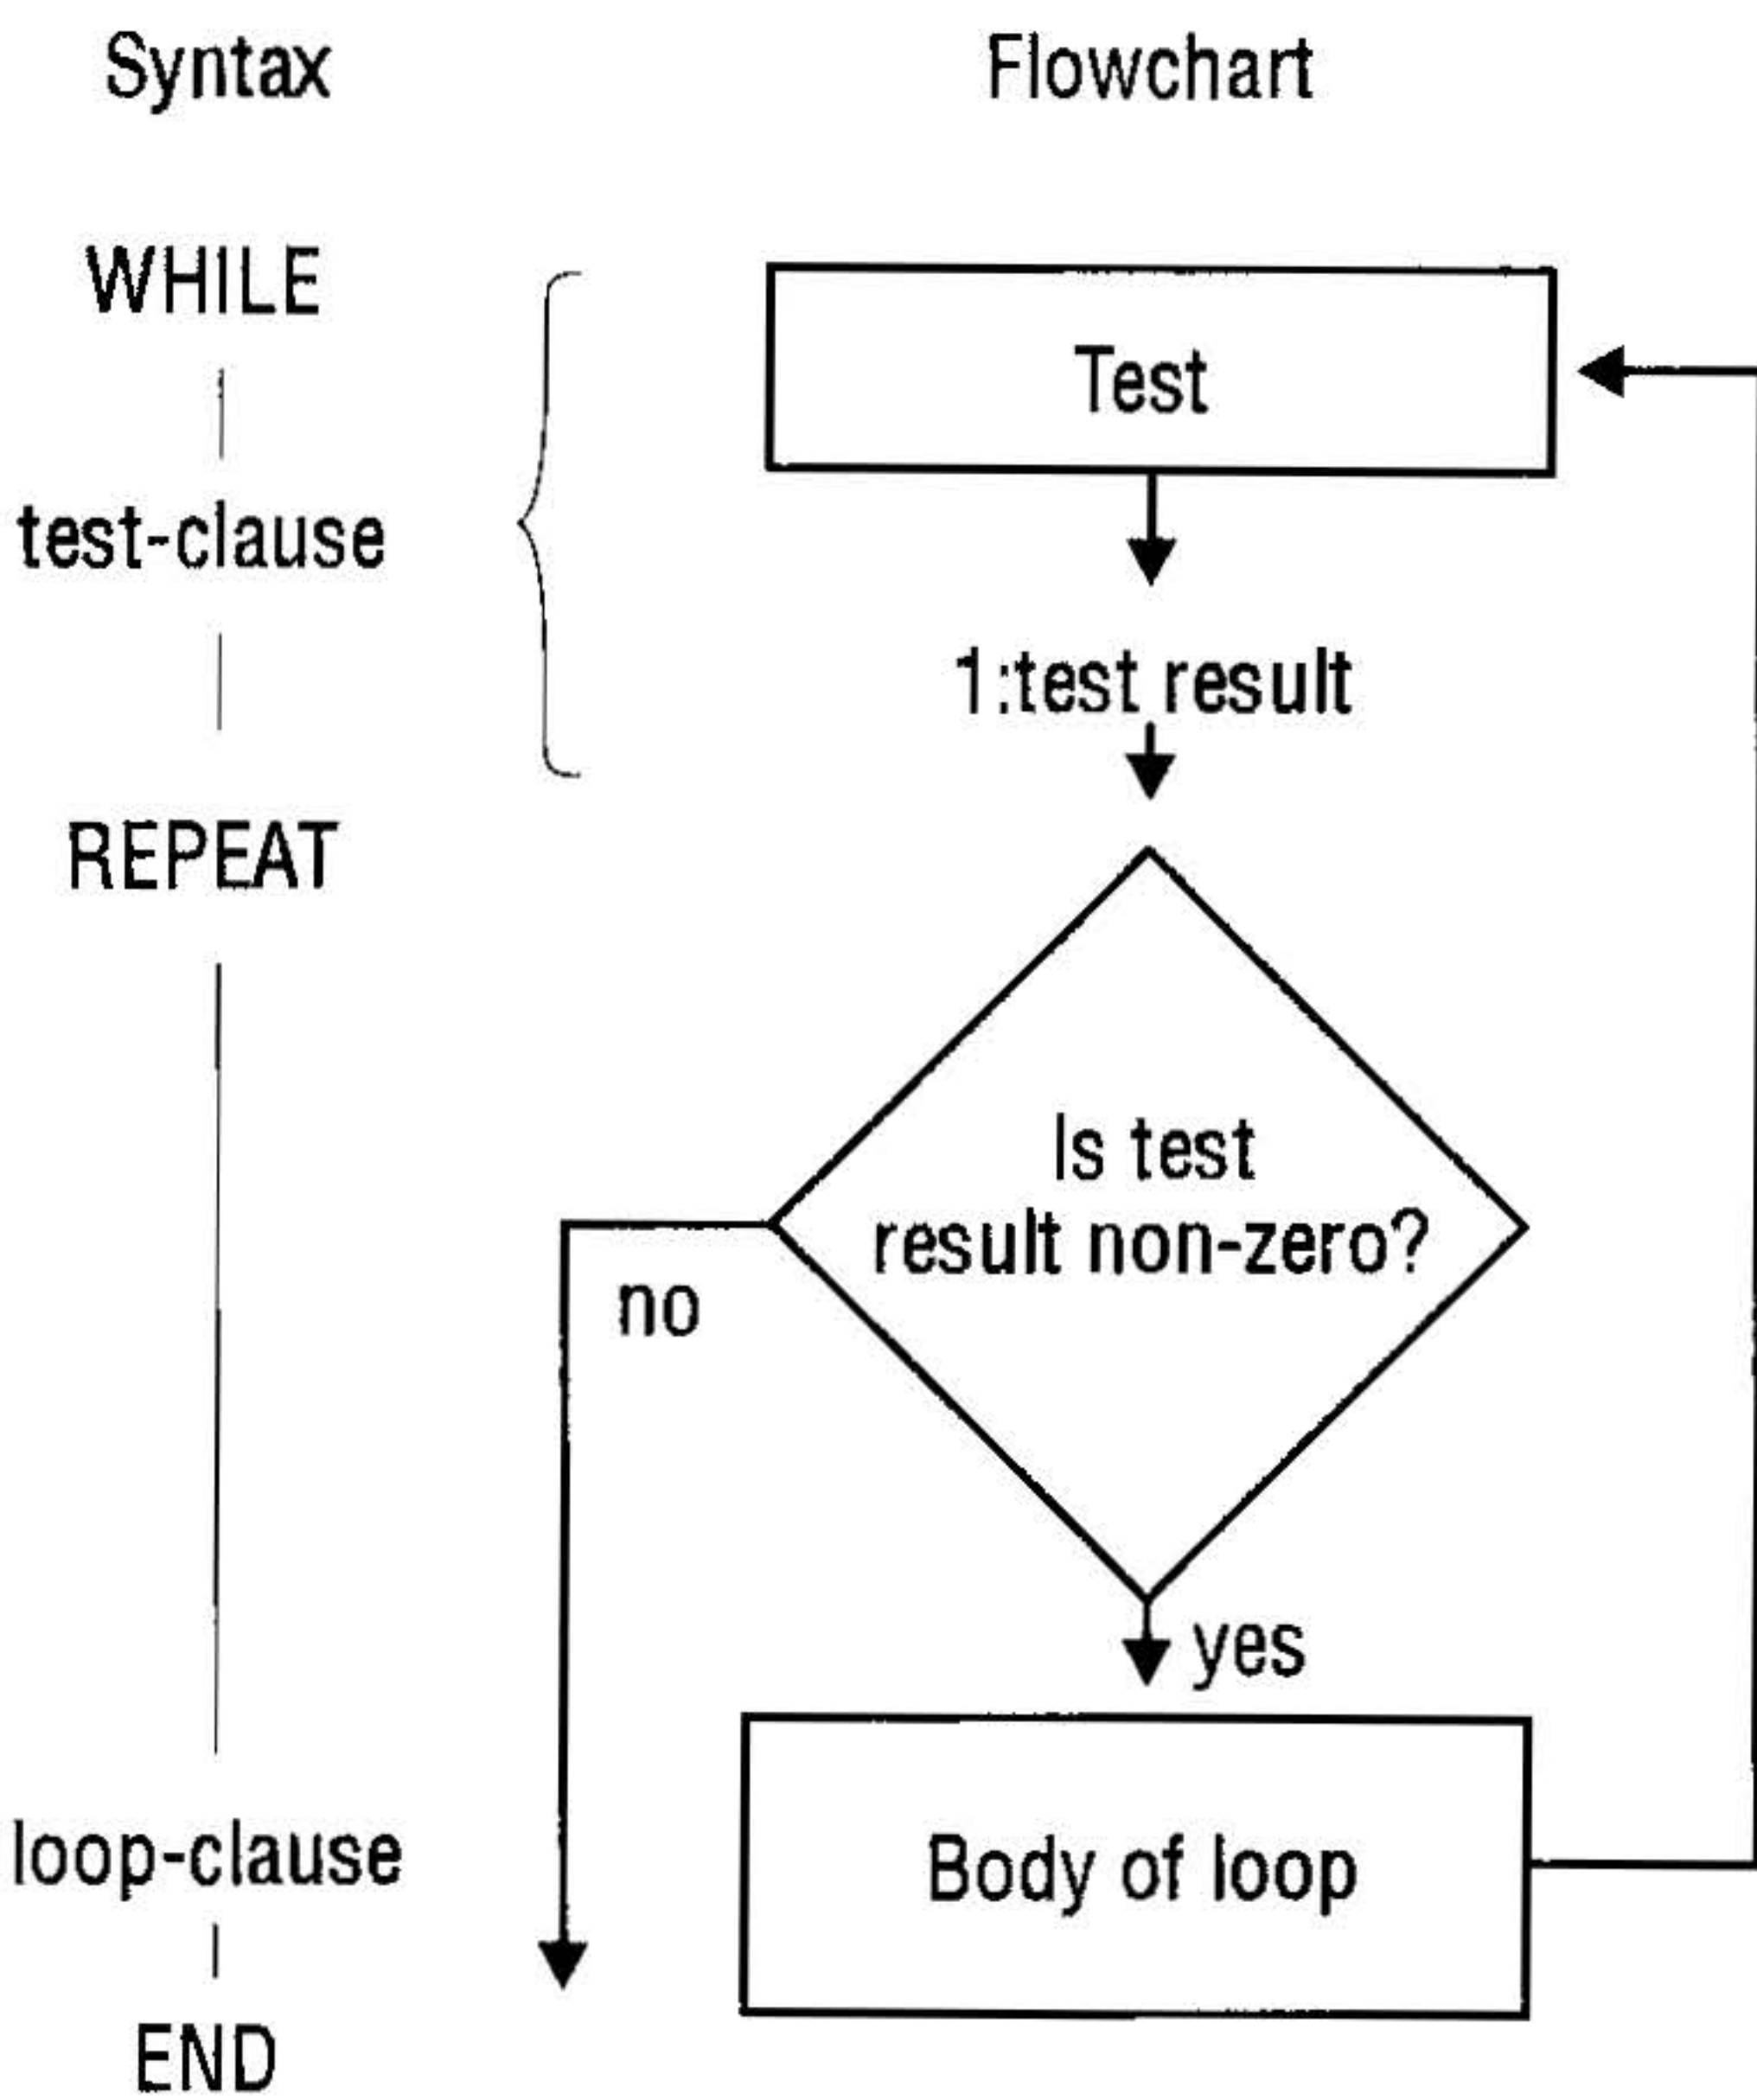 Syntax
Flowchart
WHILE
Test
test-clause
1:test result
REPEAT
Is test
result non-zero?
no
yes
loop-clause
Body of loop
END